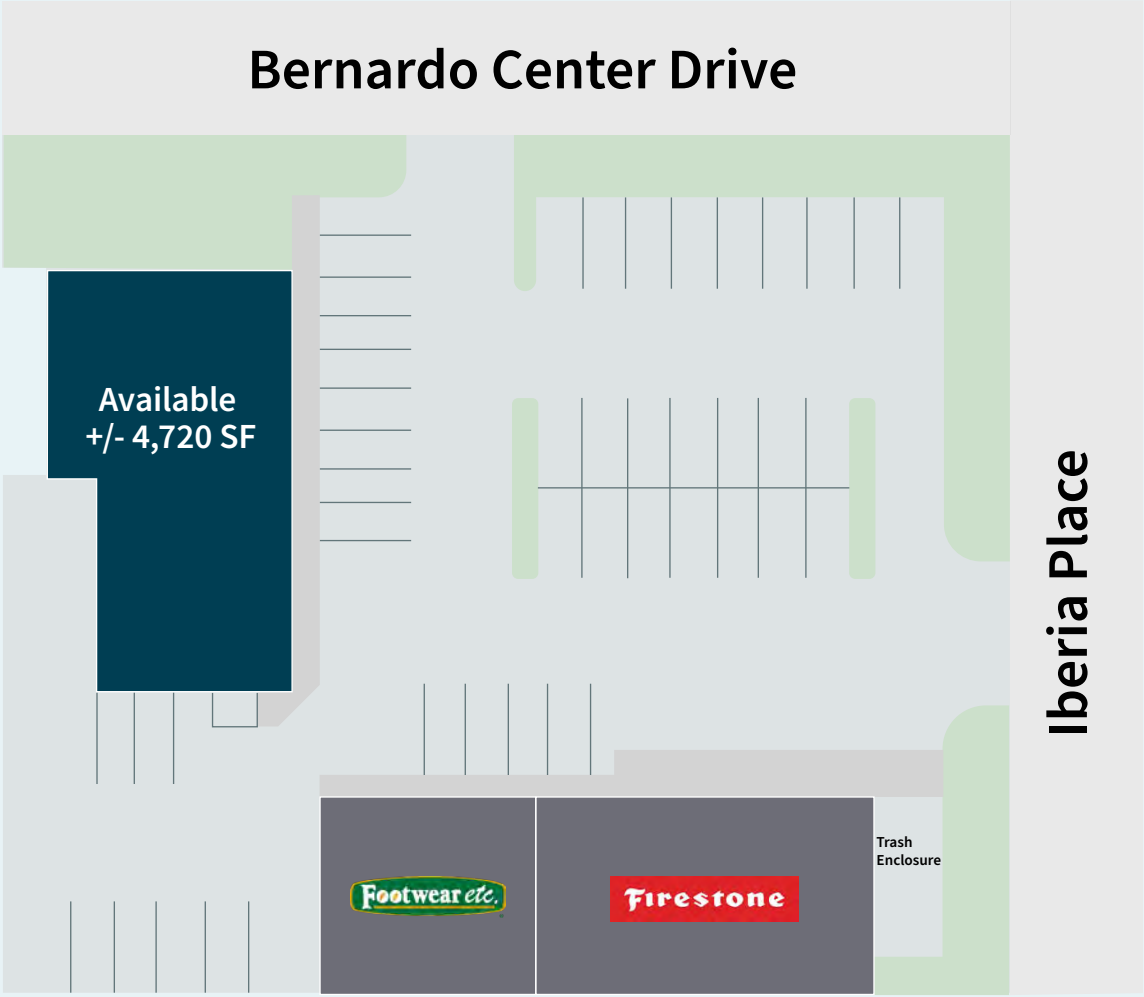 Bernardo Center Drive
Available
+/- 4,720 SF
Iberia Place
Trash
Enclosure
Footwear etc.
Firestone